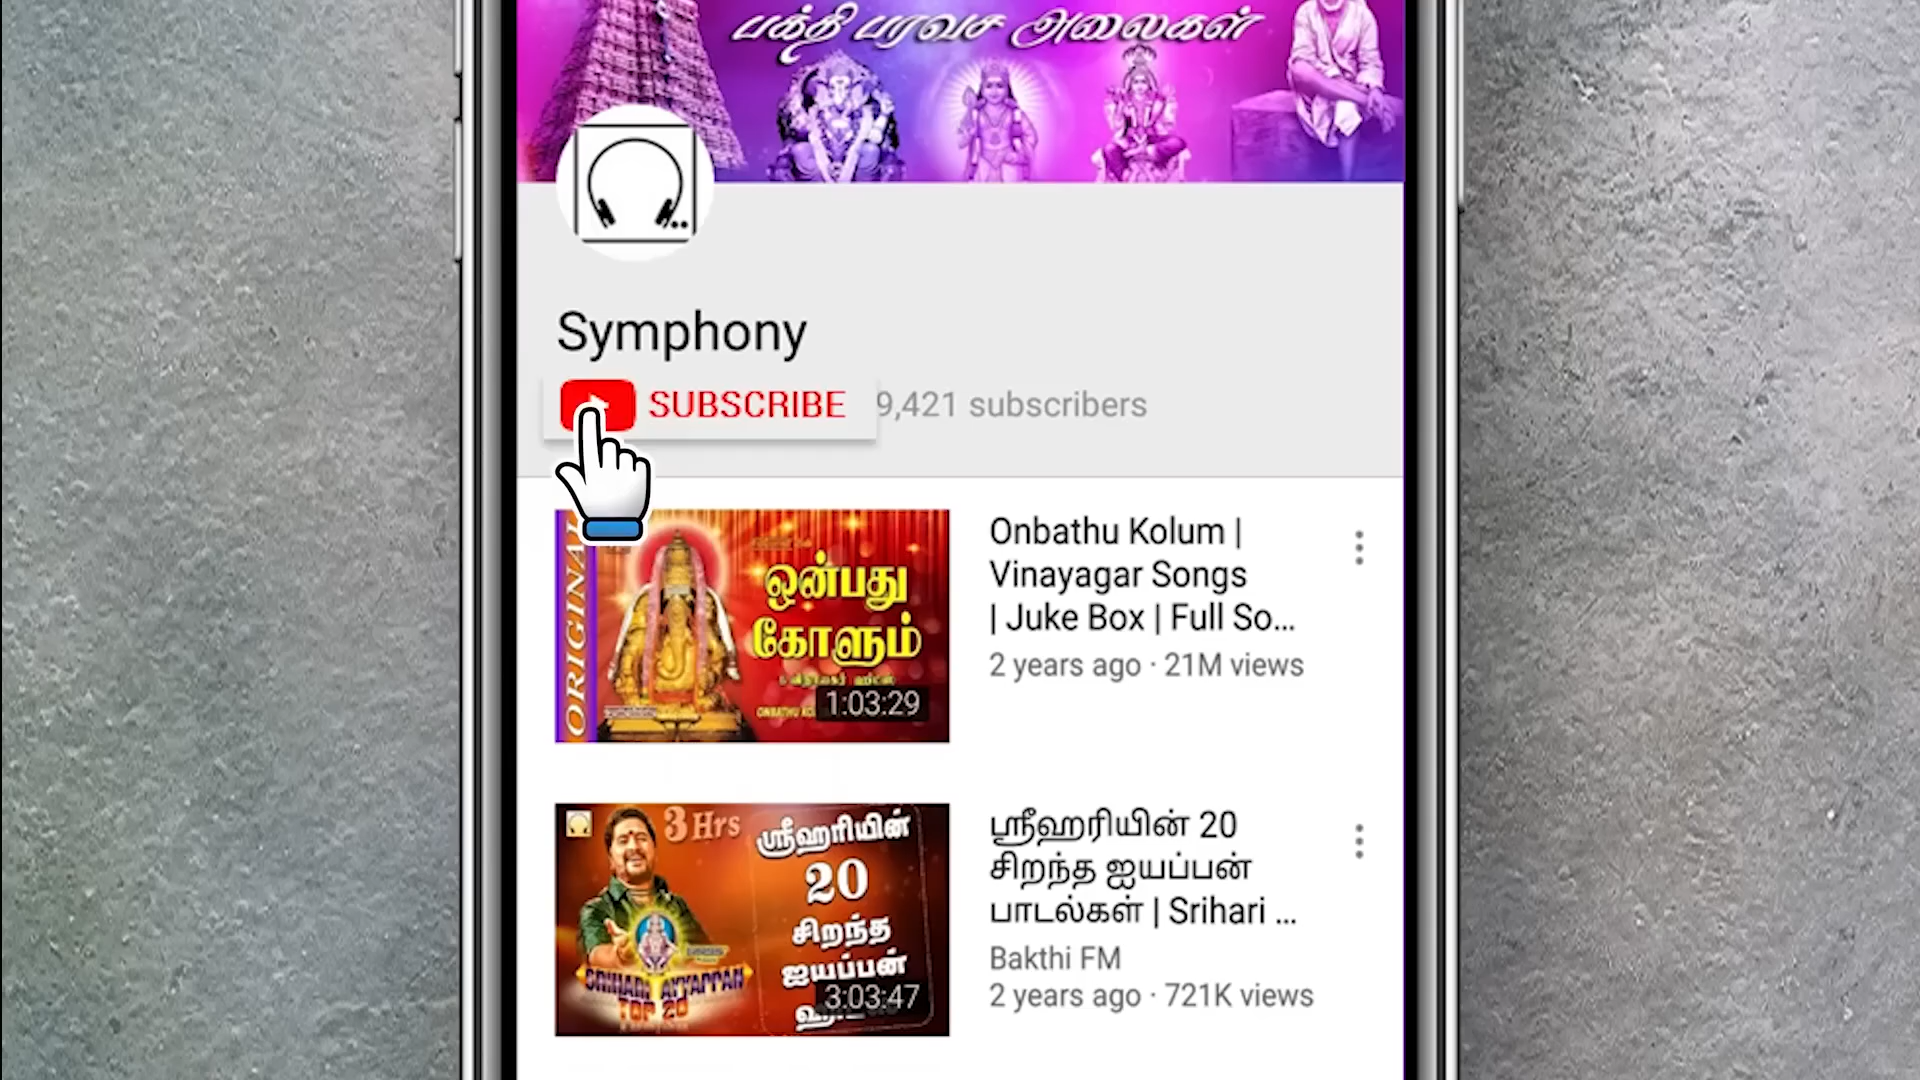 பக்தி பரவச அலைகள்
Symphony
SUBSCRIBE 9,421 subscribers
ORIGINAL
ஒன்பது
கோளும்
1:03:29
Onbathu Kolum |
Vinayagar Songs
| Juke Box | Full So...
2 years ago · 21M views
3 Hrs
ஸ்ரீஹரியின்
20
சிறந்த
ஐயப்பன்
SRIHARI AYYAPPAN
TOP 20
3:03:47
ஸ்ரீஹரியின் 20
சிறந்த ஐயப்பன்
பாடல்கள் | Srihari ...
Bakthi FM
2 years ago · 721K views